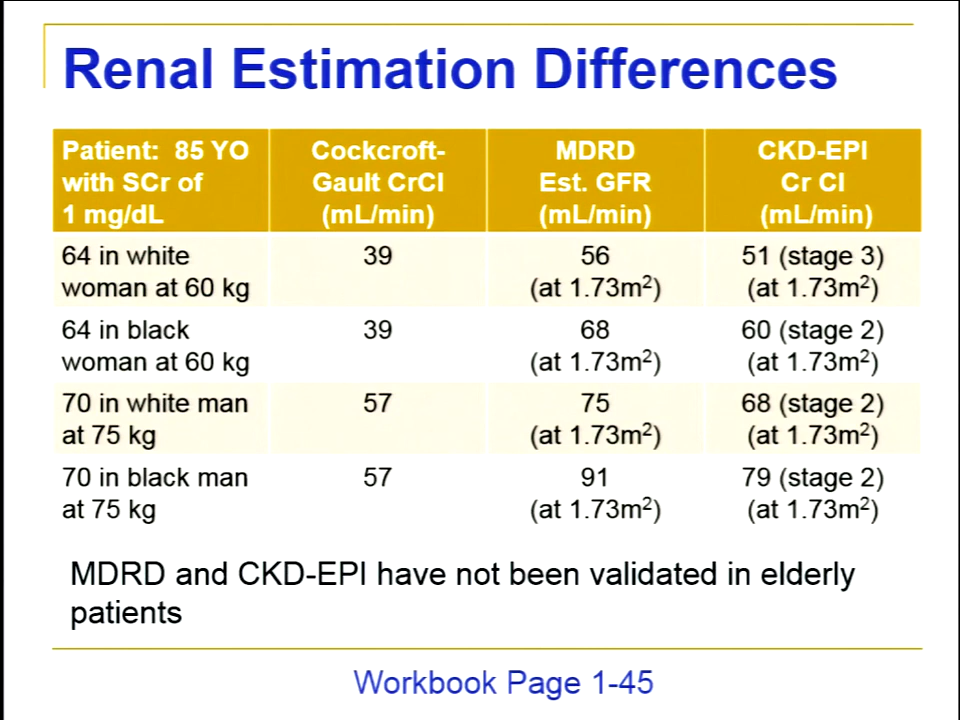 Renal Estimation Differences
Patient: 85 YO with SCr of 1 mg/dL
Cockcroft-Gault CrCl (mL/min)
MDRD Est. GFR (mL/min)
CKD-EPI Cr Cl (mL/min)
64 in white woman at 60 kg
39
56 (at 1.73m²)
51 (stage 3) (at 1.73m²)
64 in black woman at 60 kg
39
68 (at 1.73m²)
60 (stage 2) (at 1.73m²)
70 in white man at 75 kg
57
75 (at 1.73m²)
68 (stage 2) (at 1.73m²)
70 in black man at 75 kg
57
91 (at 1.73m²)
79 (stage 2) (at 1.73m²)
MDRD and CKD-EPI have not been validated in elderly
patients
Workbook Page 1-45